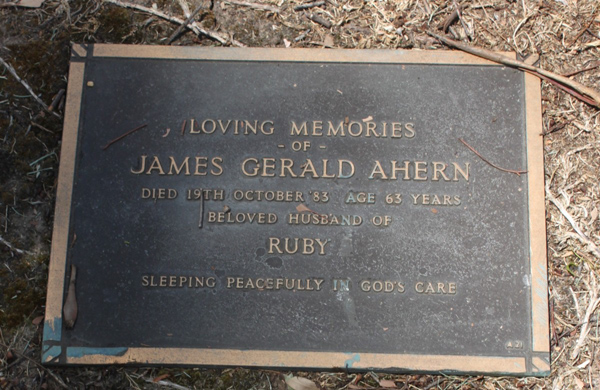 LOVING MEMORIES
- OF -
JAMES GERALD AHERN
DIED 19TH OCTOBER '83 AGE 63 YEARS
BELOVED HUSBAND OF
RUBY
SLEEPING PEACEFULLY IN GOD'S CARE